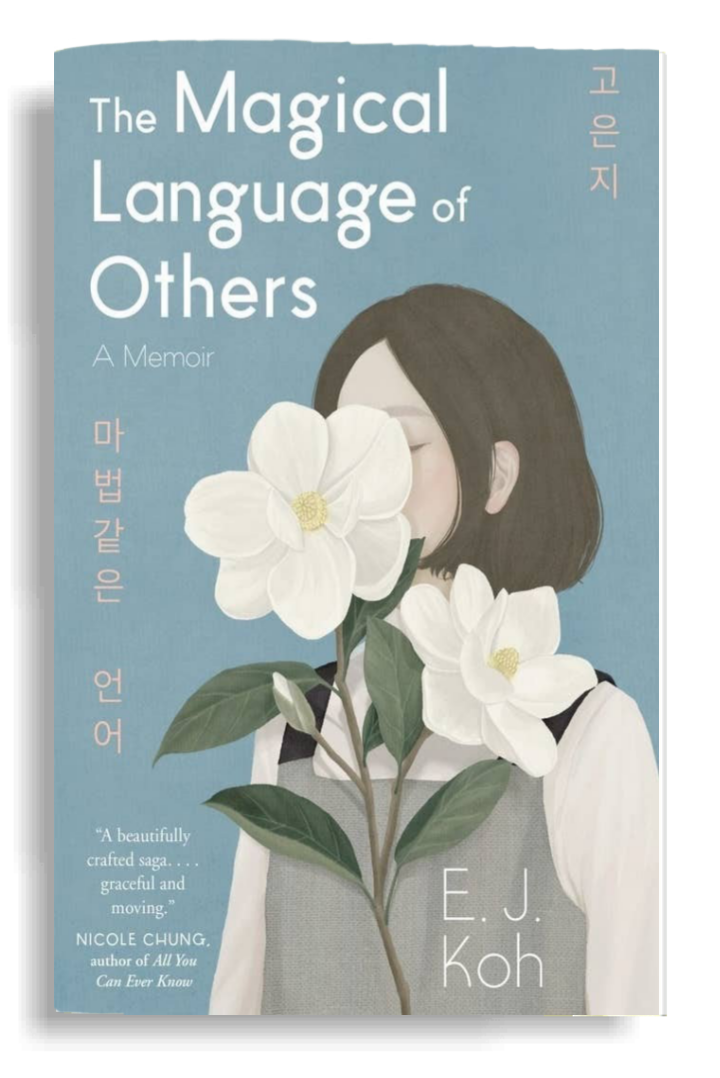 The Magical
Language of
Others
A Memoir
고은지
마법같은 언어
“A beautifully
crafted saga. . . .
graceful and
moving.”
NICOLE CHUNG,
author of All You
Can Ever Know
E. J.
Koh